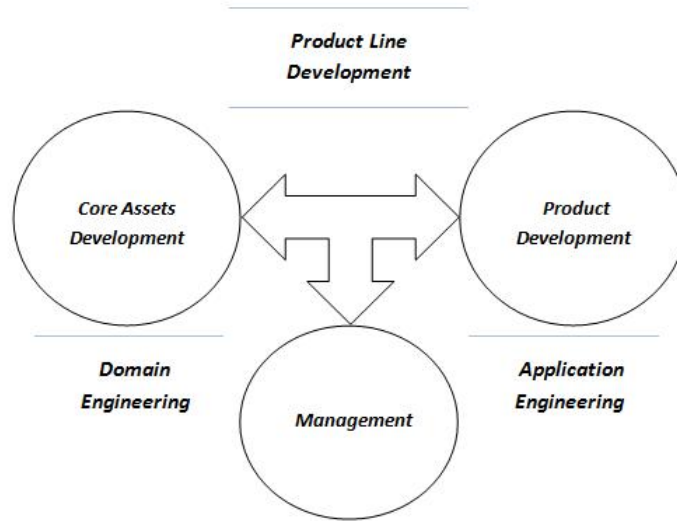 Product Line
Development
Core Assets
Development
Product
Development
Domain
Engineering
Application
Engineering
Management